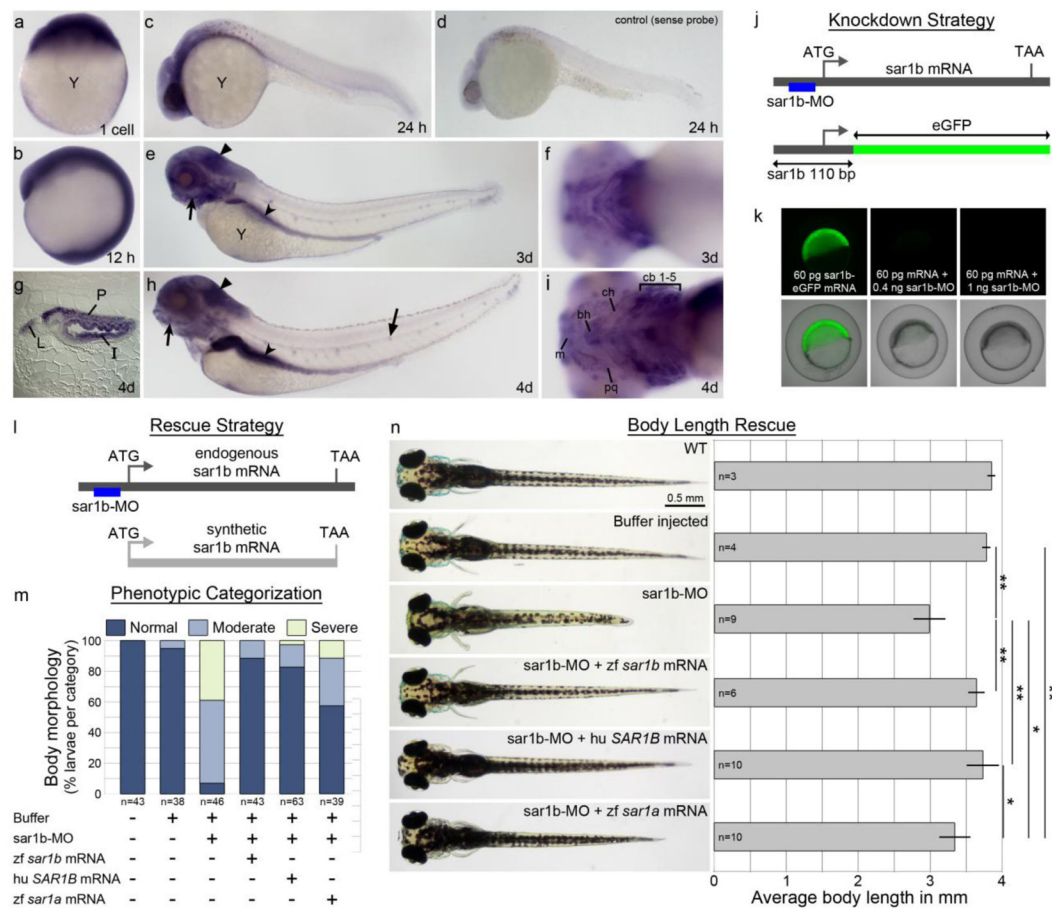 a
Y
1 cell
b
12 h
c
Y
24 h
d
control (sense probe)
24 h
e
Y
3d
f
3d
g
P
L
I
4d
h
4d
i
cb 1-5
ch
bh
m
pq
4d
j
Knockdown Strategy
ATG
TAA
sar1b mRNA
sar1b-MO
eGFP
sar1b 110 bp
k
60 pg sar1b-
eGFP mRNA
60 pg mRNA +
0.4 ng sar1b-MO
60 pg mRNA +
1 ng sar1b-MO
l
Rescue Strategy
ATG
endogenous
sar1b mRNA
TAA
sar1b-MO
ATG
synthetic
sar1b mRNA
TAA
m
Phenotypic Categorization
Normal
Moderate
Severe
Body morphology
(% larvae per category)
100
80
60
40
20
0
n=43
n=38
n=46
n=43
n=63
n=39
Buffer - + + + + +
sar1b-MO - - + + + +
zf sar1b mRNA - - - + - -
hu SAR1B mRNA - - - - + -
zf sar1a mRNA - - - - - +
n
Body Length Rescue
WT
0.5 mm
n=3
Buffer injected
n=4
sar1b-MO
n=9
sar1b-MO + zf sar1b mRNA
n=6
sar1b-MO + hu SAR1B mRNA
n=10
sar1b-MO + zf sar1a mRNA
n=10
**
**
**
*
*
**
0 1 2 3 4
Average body length in mm